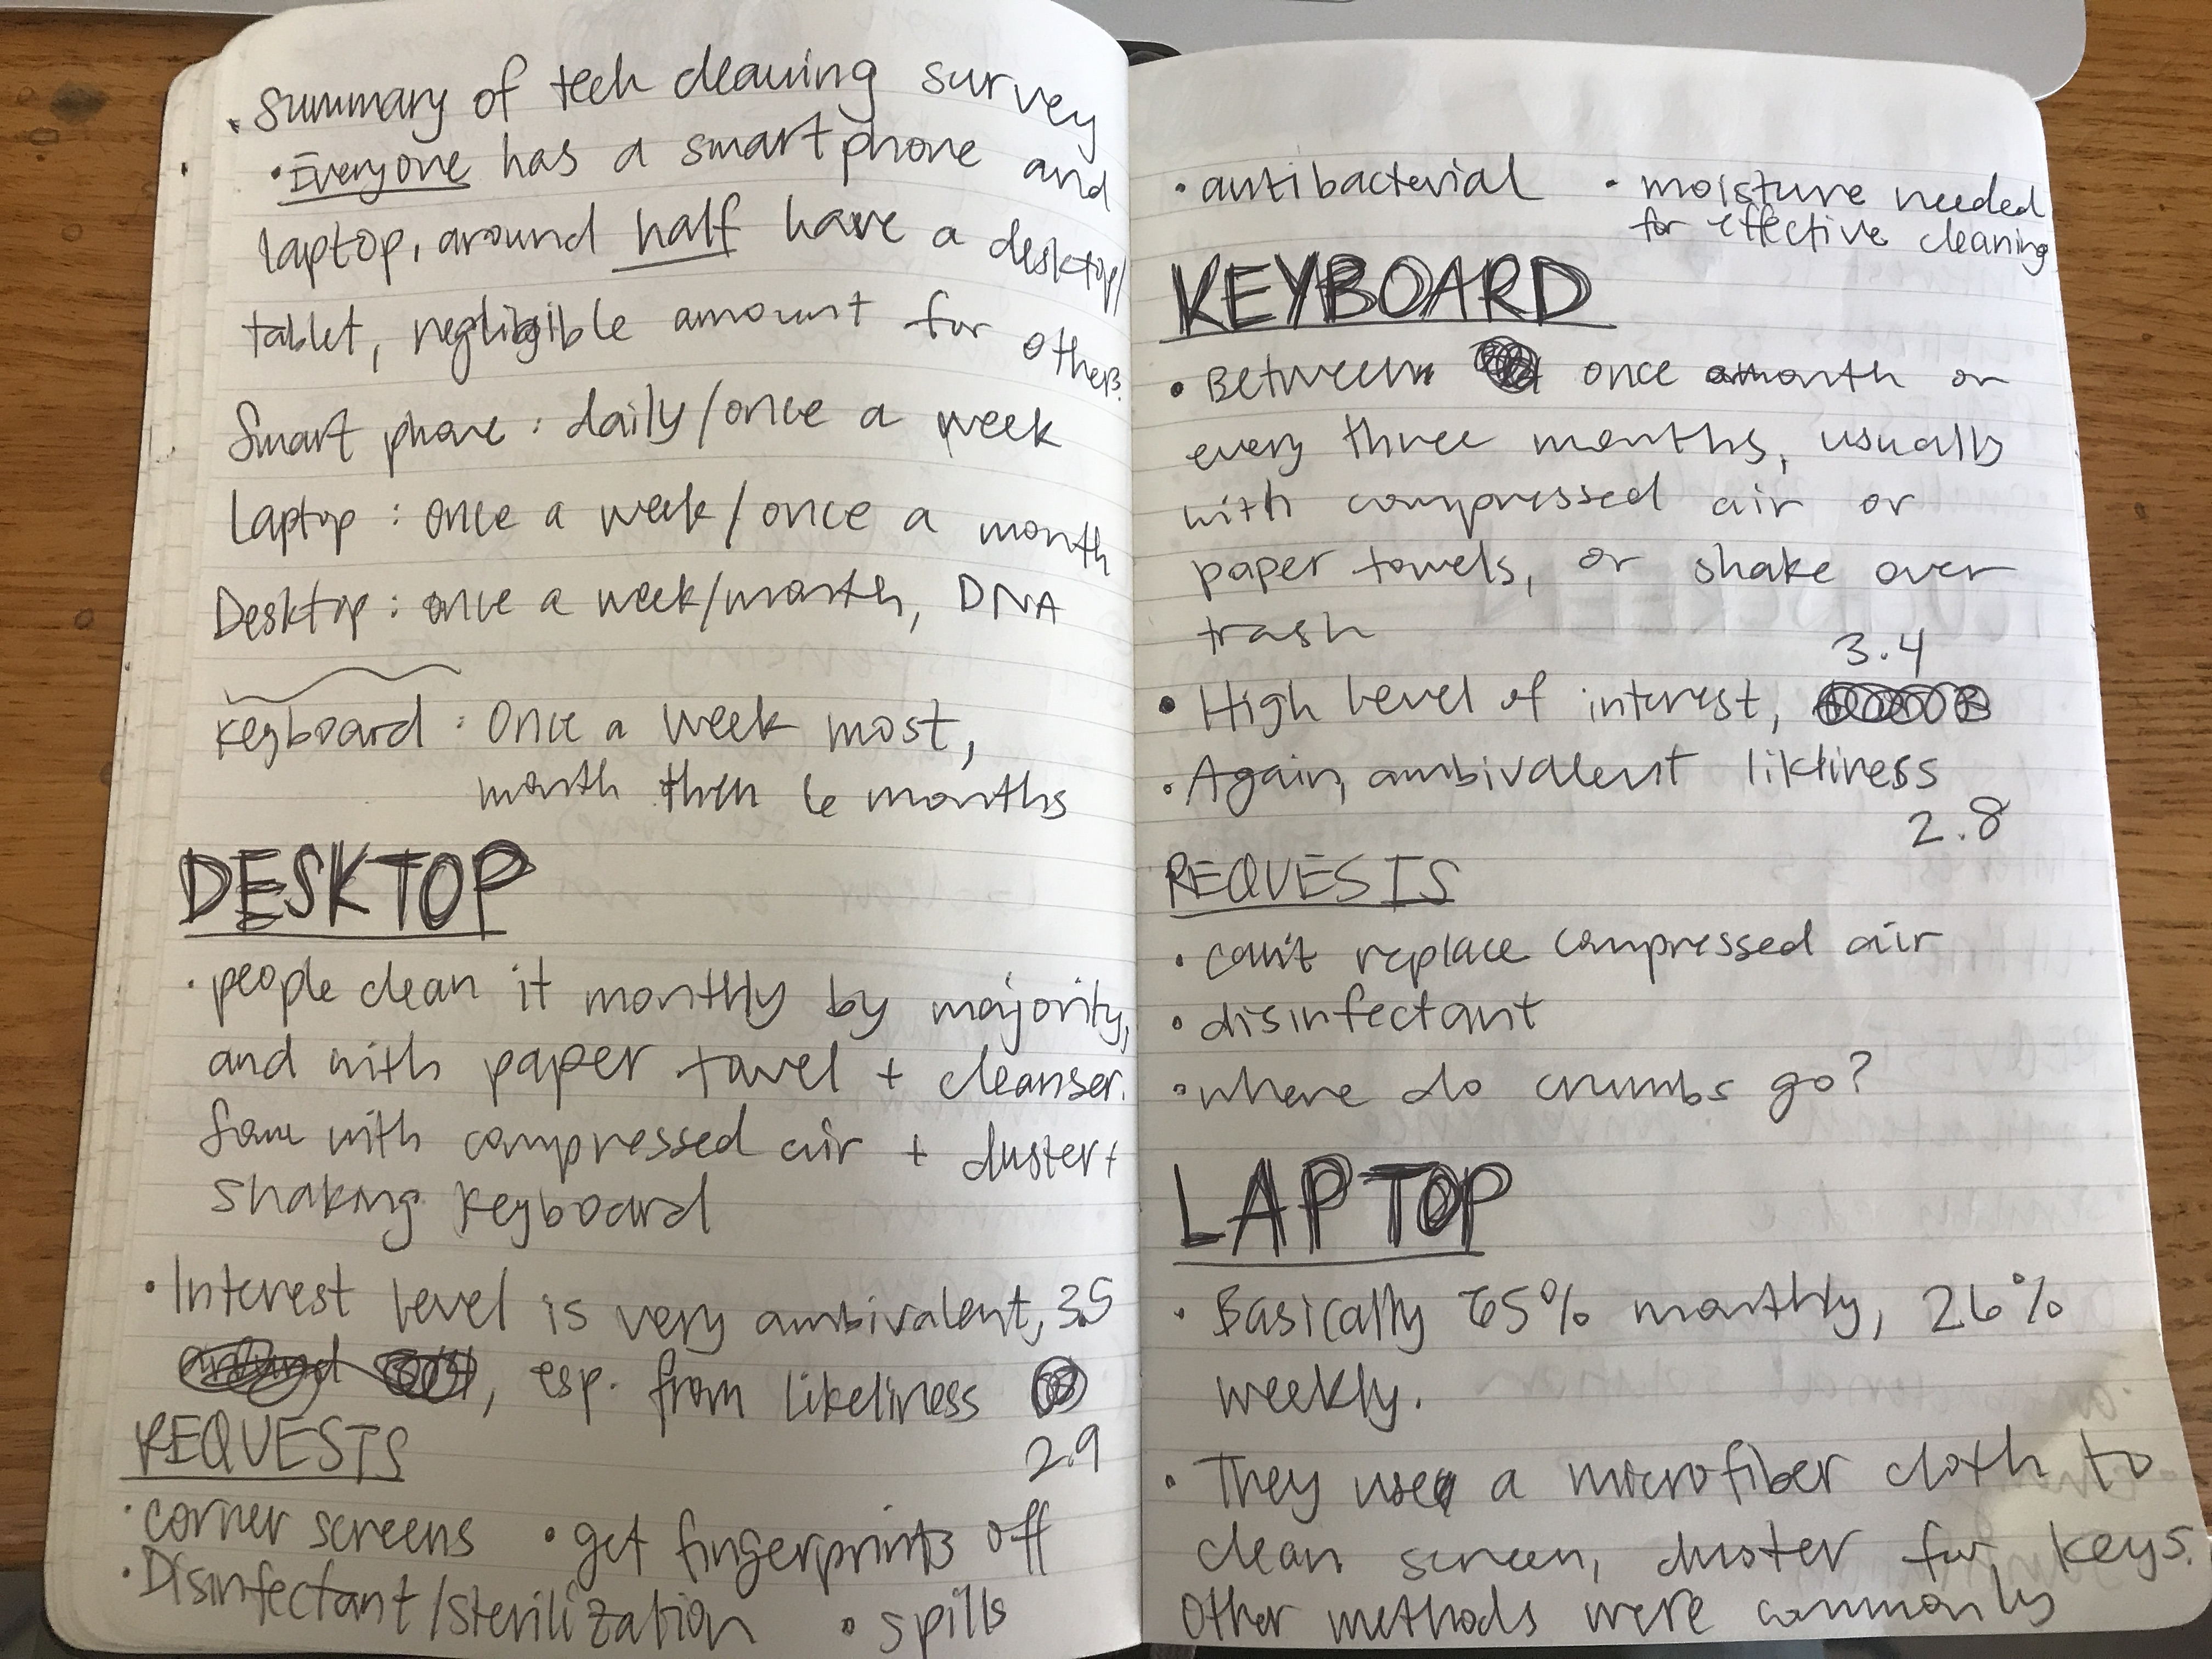 • Summary of tech cleaning survey
• Everyone has a smartphone and
laptop, around half have a desktop/
tablet, negligible amount for others
Smart phone: daily/once a week
Laptop: once a week/once a month
Desktop: once a week/month, DNA
Keyboard: Once a week most,
month then 6 months
DESKTOP
• people clean it monthly by majority,
and with paper towel + cleanser.
Some with compressed air + duster +
shaking keyboard
• Interest level is very ambivalent, 3.5
, esp. from likeliness
2.9
REQUESTS
• corner screens • get fingerprints off
• Disinfectant/sterilization • spills
• antibacterial • moisture needed
for effective cleaning
KEYBOARD
• Between once a month or
every three months, usually
with compressed air or
paper towels, or shake over
trash
• High level of interest, 3.4
• Again, ambivalent likeliness
2.8
REQUESTS
• can't replace compressed air
• disinfectant
• where do crumbs go?
LAPTOP
• Basically 65% monthly, 26%
weekly.
• They use a microfiber cloth to
clean screen, duster for keys.
Other methods were commonly